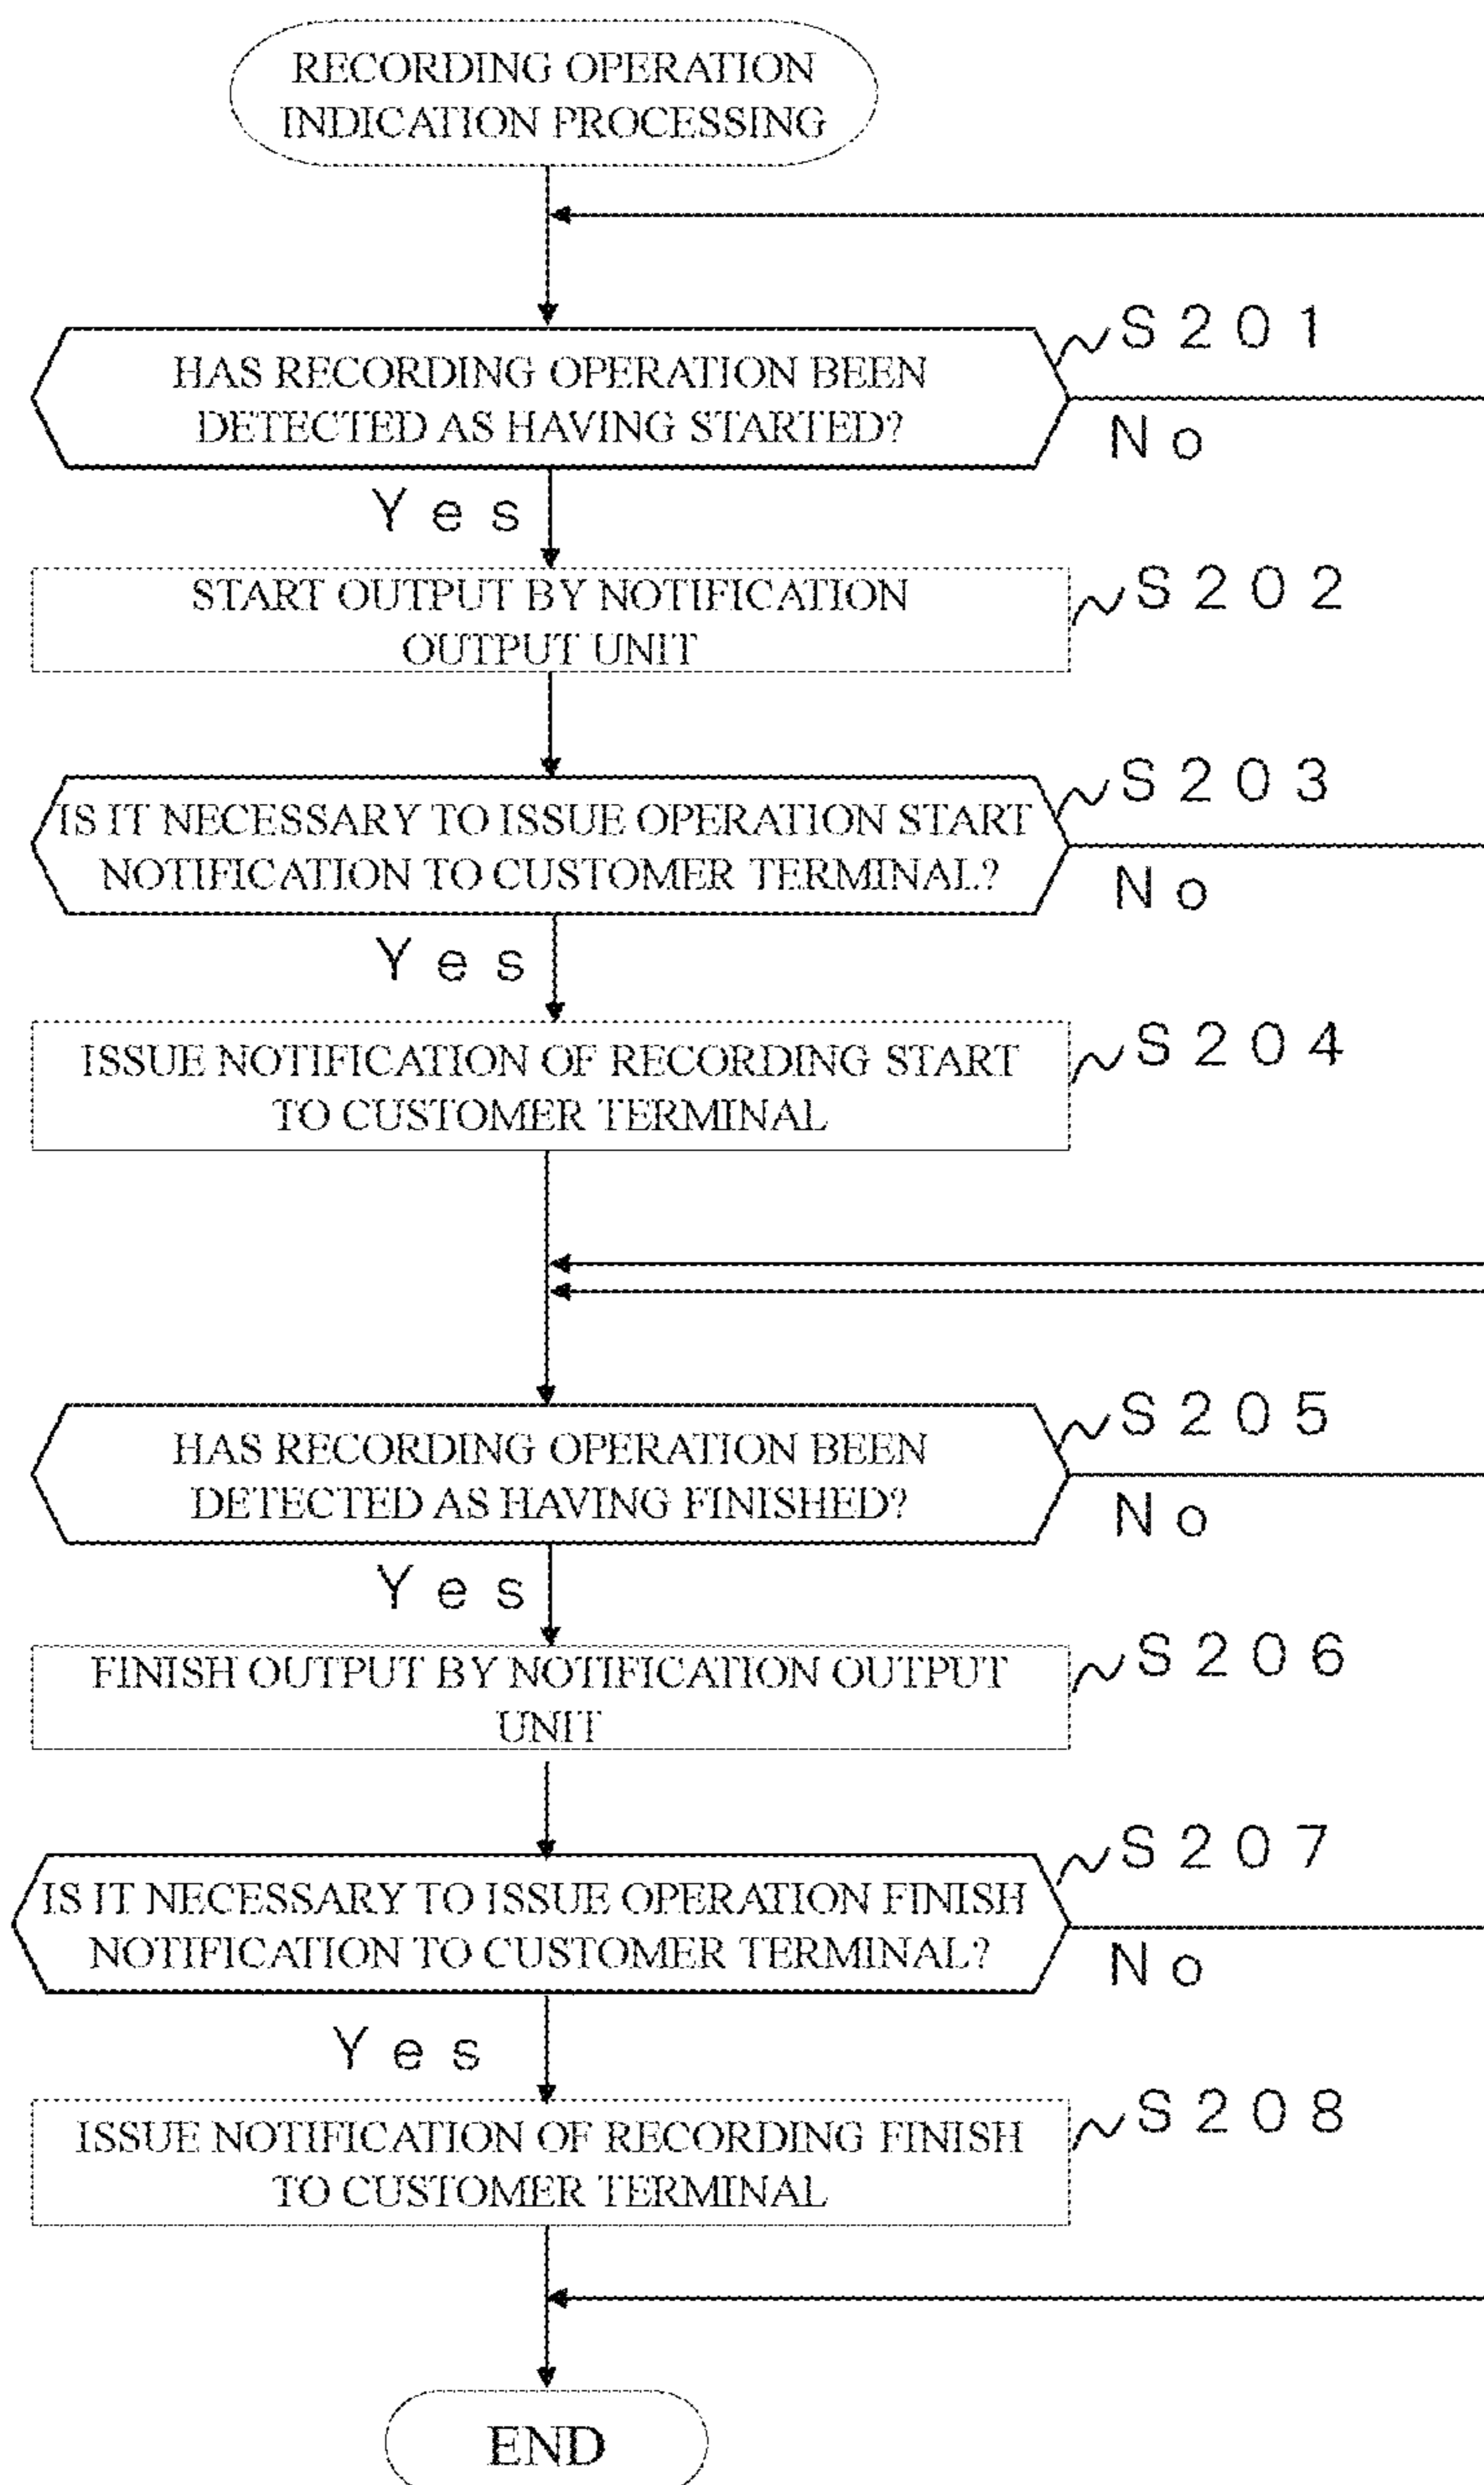 RECORDING OPERATION
INDICATION PROCESSING
S201
HAS RECORDING OPERATION BEEN
DETECTED AS HAVING STARTED?
No
Yes
S202
START OUTPUT BY NOTIFICATION
OUTPUT UNIT
S203
IS IT NECESSARY TO ISSUE OPERATION START
NOTIFICATION TO CUSTOMER TERMINAL?
No
Yes
S204
ISSUE NOTIFICATION OF RECORDING START
TO CUSTOMER TERMINAL
S205
HAS RECORDING OPERATION BEEN
DETECTED AS HAVING FINISHED?
No
Yes
S206
FINISH OUTPUT BY NOTIFICATION OUTPUT
UNIT
S207
IS IT NECESSARY TO ISSUE OPERATION FINISH
NOTIFICATION TO CUSTOMER TERMINAL?
No
Yes
S208
ISSUE NOTIFICATION OF RECORDING FINISH
TO CUSTOMER TERMINAL
END